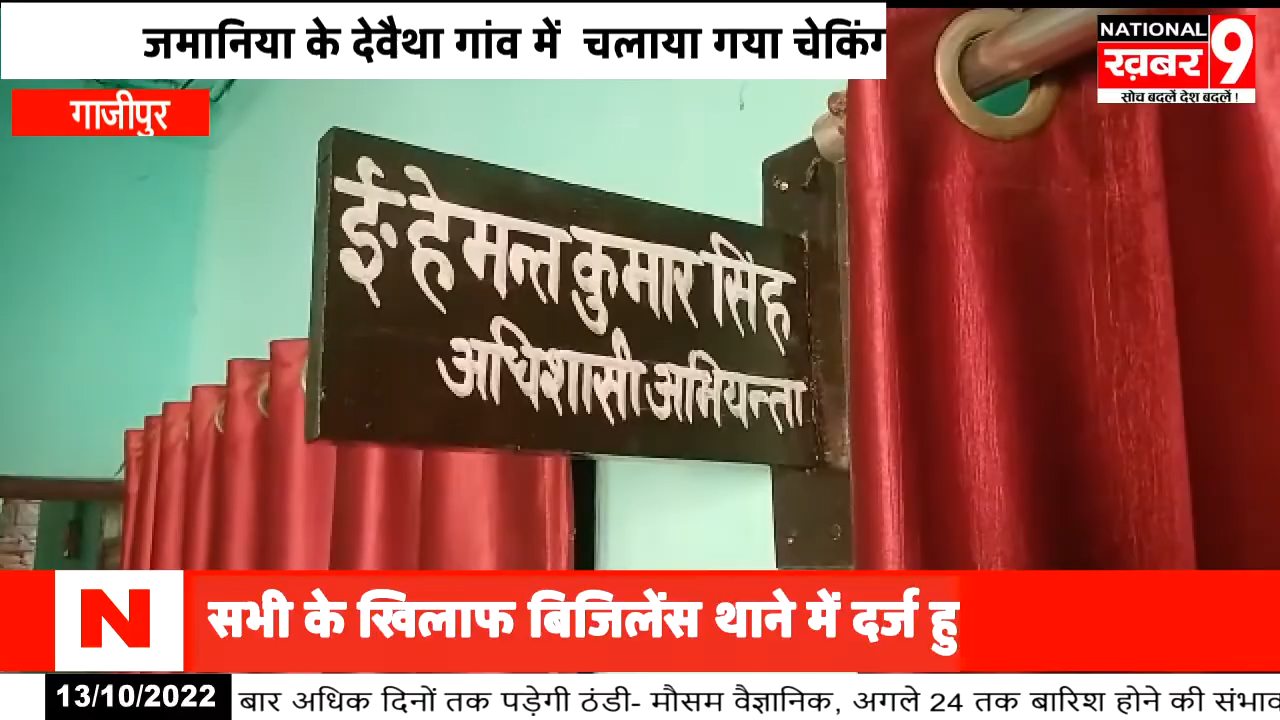 जमानिया के देवैथा गांव में चलाया गया चेकिंग
NATIONAL
ख़बर 9
सोच बदलें देश बदलें !
गाजीपुर
ई. हेमन्त कुमार सिंह
अधिशासी अभियन्ता
N
सभी के खिलाफ बिजिलेंस थाने में दर्ज हु
13/10/2022
बार अधिक दिनों तक पड़ेगी ठंडी- मौसम वैज्ञानिक, अगले 24 तक बारिश होने की संभाव